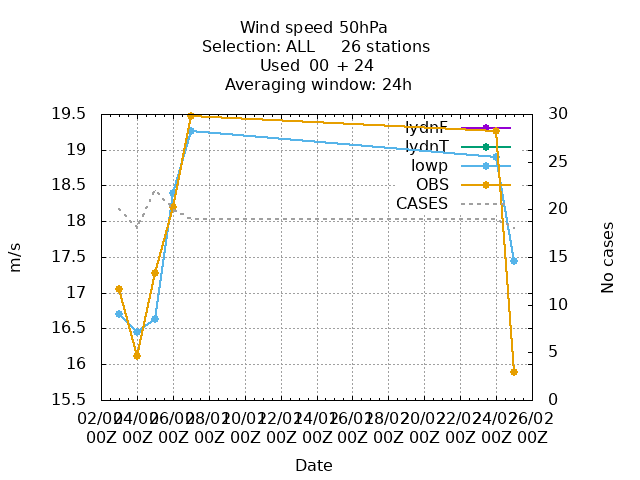 Wind speed 50hPa
Selection: ALL 26 stations
Used 00 + 24
Averaging window: 24h
19.5
19
18.5
18
17.5
17
16.5
16
15.5
m/s
lydnF
lydnT
lowp
OBS
CASES
30
25
20
15
10
5
0
No cases
02/02 04/02 06/02 08/02 10/02 12/02 14/02 16/02 18/02 20/02 22/02 24/02 26/02
00Z 00Z 00Z 00Z 00Z 00Z 00Z 00Z 00Z 00Z 00Z 00Z 00Z
Date